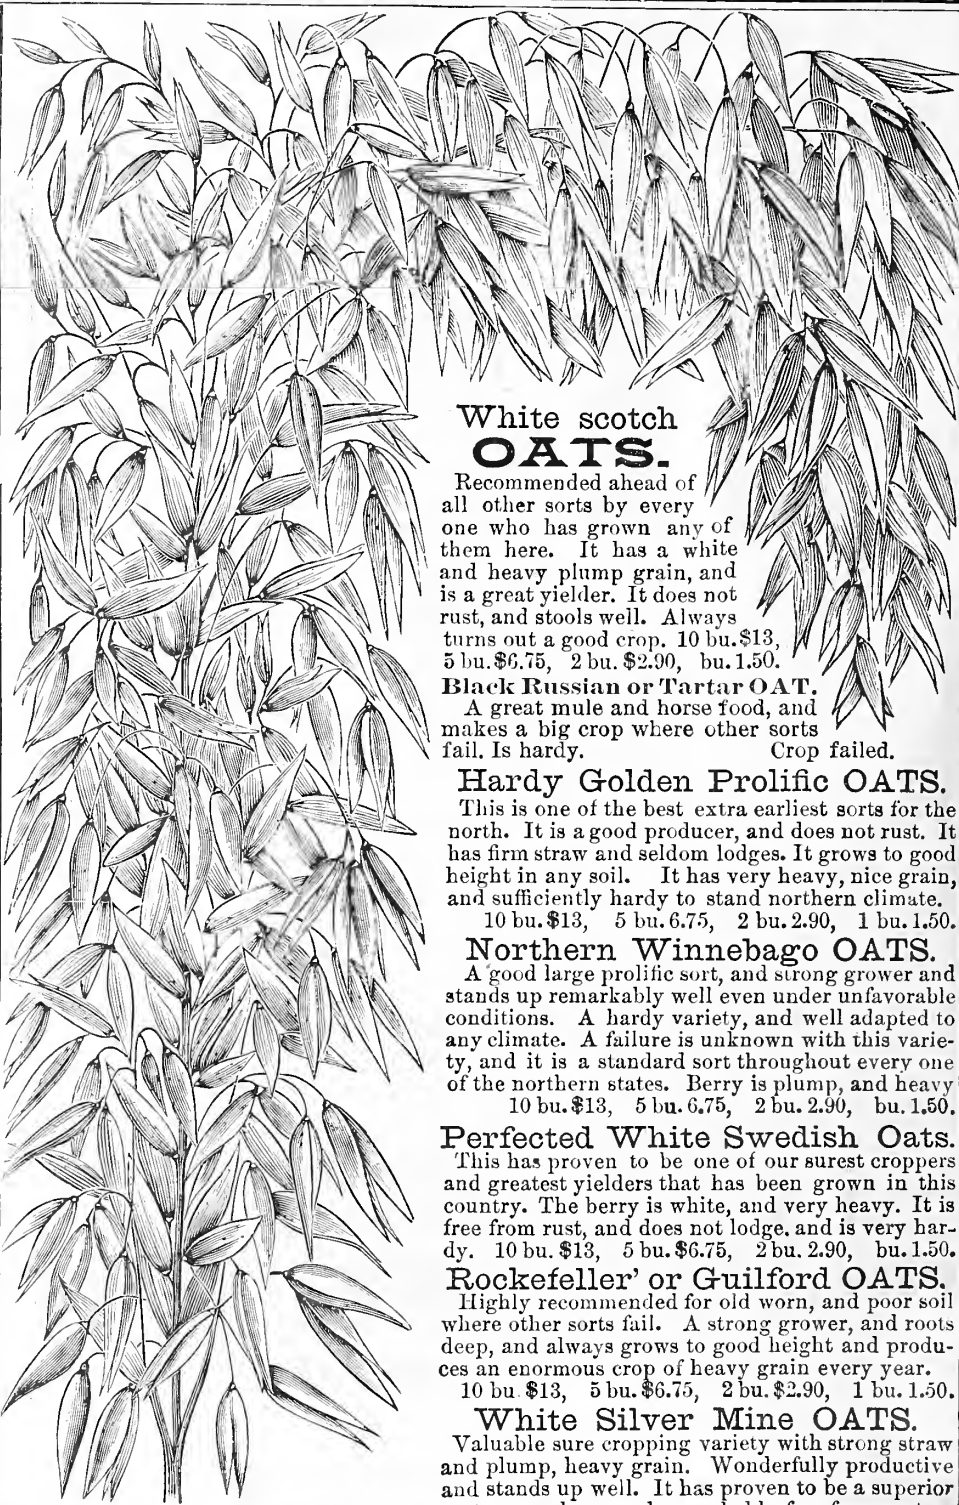 White scotch
OATS.
Recommended ahead of
all other sorts by every
one who has grown any of
them here. It has a white
and heavy plump grain, and
is a great yielder. It does not
rust, and stools well. Always
turns out a good crop. 10 bu.$13,
5 bu.$6.75, 2 bu. $2.90, bu. 1.50.
Black Russian or Tartar OAT.
A great mule and horse food, and
makes a big crop where other sorts
fail. Is hardy. Crop failed.
Hardy Golden Prolific OATS.
This is one of the best extra earliest sorts for the
north. It is a good producer, and does not rust. It
has firm straw and seldom lodges. It grows to good
height in any soil. It has very heavy, nice grain,
and sufficiently hardy to stand northern climate.
10 bu.$13, 5 bu. 6.75, 2 bu. 2.90, 1 bu. 1.50.
Northern Winnebago OATS.
A good large prolific sort, and strong grower and
stands up remarkably well even under unfavorable
conditions. A hardy variety, and well adapted to
any climate. A failure is unknown with this varie-
ty, and it is a standard sort throughout every one
of the northern states. Berry is plump, and heavy
10 bu.$13, 5 bu. 6.75, 2 bu. 2.90, bu. 1.50.
Perfected White Swedish Oats.
This has proven to be one of our surest croppers
and greatest yielders that has been grown in this
country. The berry is white, and very heavy. It is
free from rust, and does not lodge. and is very har-
dy. 10 bu. $13, 5 bu. $6.75, 2 bu. 2.90, bu. 1.50.
Rockefeller' or Guilford OATS.
Highly recommended for old worn, and poor soil
where other sorts fail. A strong grower, and roots
deep, and always grows to good height and produ-
ces an enormous crop of heavy grain every year.
10 bu. $13, 5 bu. $6.75, 2 bu. $2.90, 1 bu. 1.50.
White Silver Mine OATS.
Valuable sure cropping variety with strong straw
and plump, heavy grain. Wonderfully productive
and stands up well. It has proven to be a superior